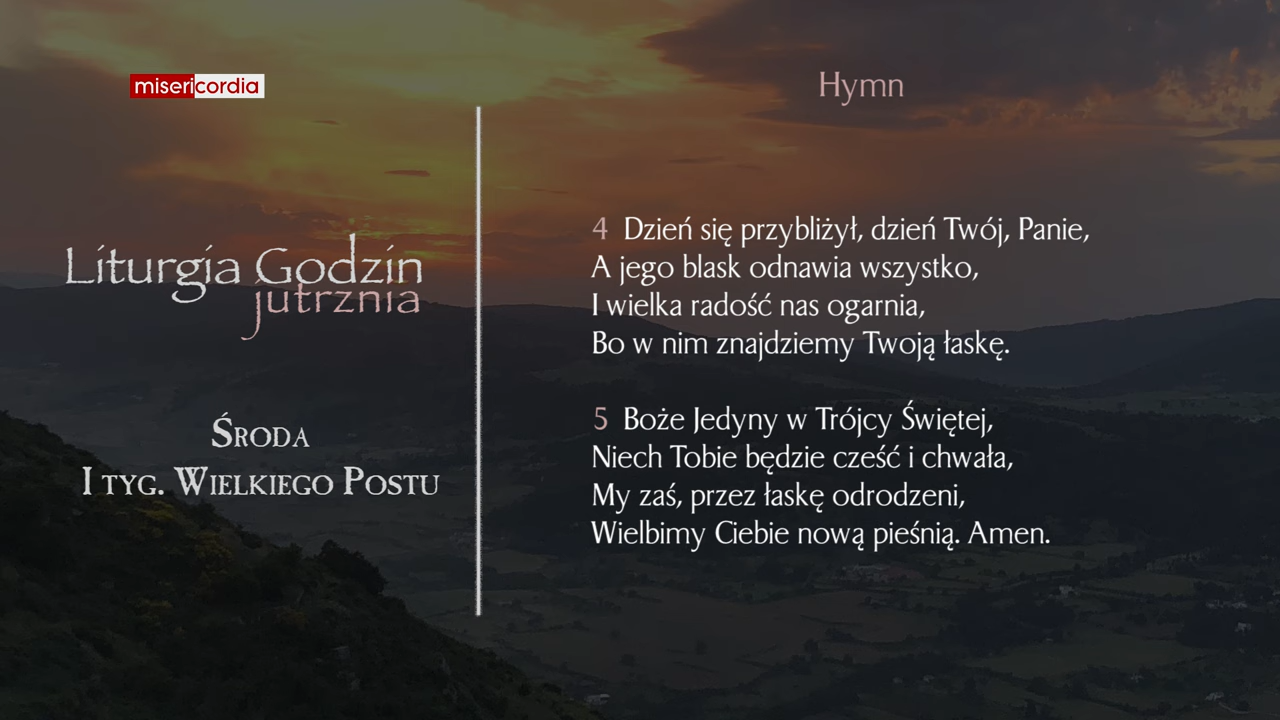 misericordia
Liturgia Godzin
jutrznia
Środa
I tyg. Wielkiego Postu
Hymn
4 Dzień się przybliżył, dzień Twój, Panie,
A jego blask odnawia wszystko,
I wielka radość nas ogarnia,
Bo w nim znajdziemy Twoją łaskę.
5 Boże Jedyny w Trójcy Świętej,
Niech Tobie będzie cześć i chwała,
My zaś, przez łaskę odrodzeni,
Wielbimy Ciebie nową pieśnią. Amen.